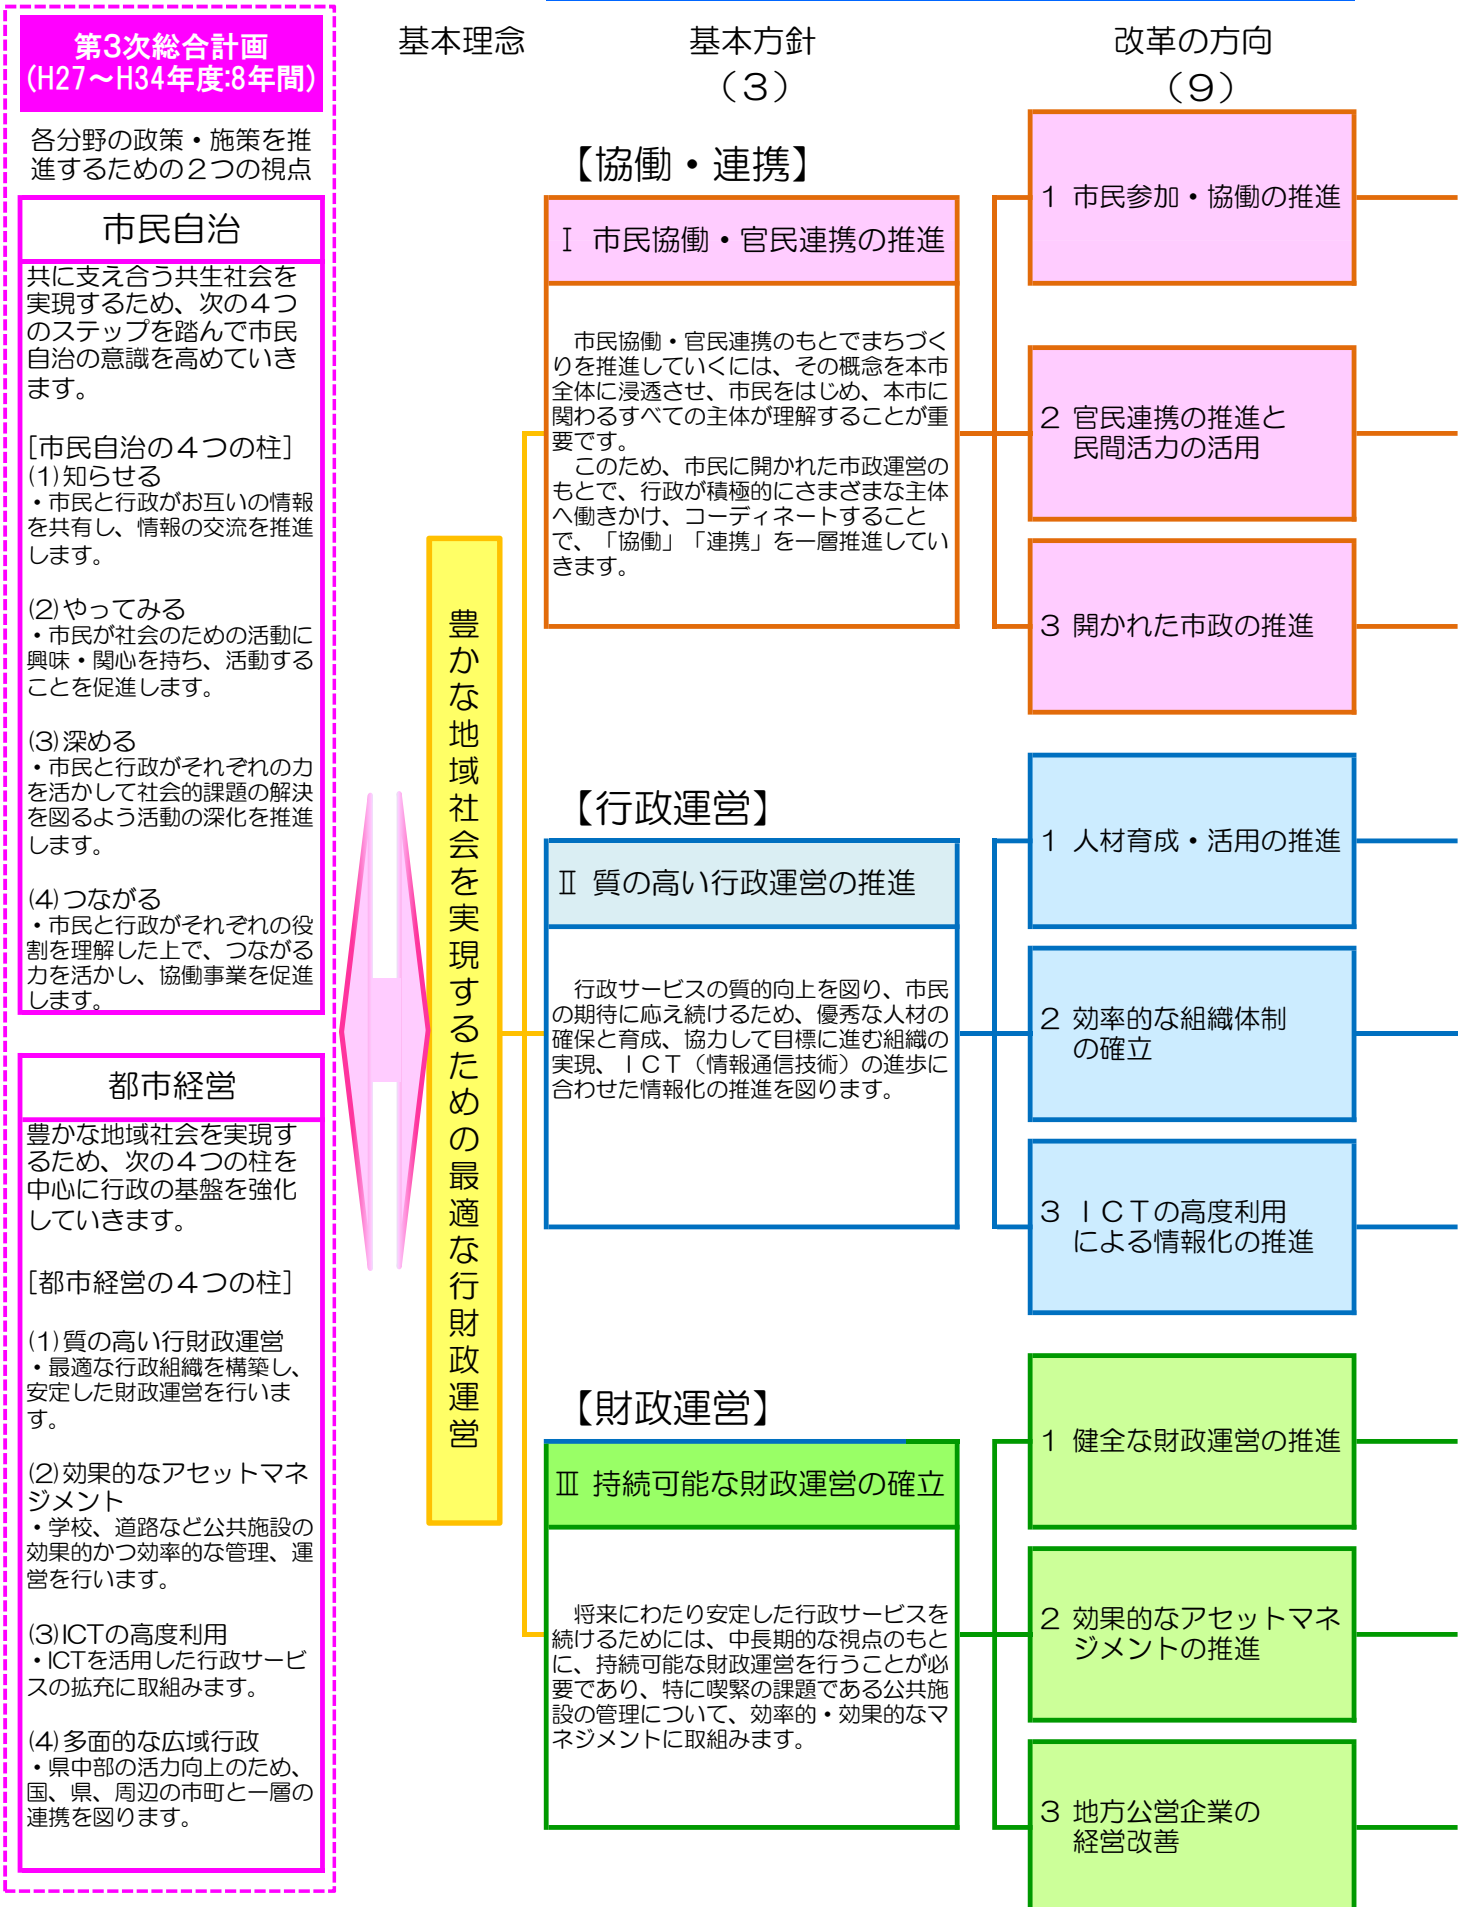 第3次総合計画
(H27～H34年度:8年間)
各分野の政策・施策を推
進するための２つの視点
市民自治
共に支え合う共生社会を
実現するため、次の４つ
のステップを踏んで市民
自治の意識を高めていき
ます。
[市民自治の４つの柱]
(1)知らせる
・市民と行政がお互いの情報
を共有し、情報の交流を推進
します。
(2)やってみる
・市民が社会のための活動に
興味・関心を持ち、活動する
ことを促進します。
(3)深める
・市民と行政がそれぞれの力
を活かして社会的課題の解決
を図るよう活動の深化を推進
します。
(4)つながる
・市民と行政がそれぞれの役
割を理解した上で、つながる
力を活かし、協働事業を促進
します。
都市経営
豊かな地域社会を実現す
るため、次の４つの柱を
中心に行政の基盤を強化
していきます。
[都市経営の４つの柱]
(1)質の高い行財政運営
・最適な行政組織を構築し、
安定した財政運営を行いま
す。
(2)効果的なアセットマネ
ジメント
・学校、道路など公共施設の
効果的かつ効率的な管理、運
営を行います。
(3)ICTの高度利用
・ICTを活用した行政サービ
スの拡充に取組みます。
(4)多面的な広域行政
・県中部の活力向上のため、
国、県、周辺の市町と一層の
連携を図ります。
基本理念
豊かな地域社会を実現するための最適な行財政運営
基本方針
（３）
【協働・連携】
Ⅰ 市民協働・官民連携の推進
　市民協働・官民連携のもとでまちづく
りを推進していくには、その概念を本市
全体に浸透させ、市民をはじめ、本市に
関わるすべての主体が理解することが重
要です。
　このため、市民に開かれた市政運営の
もとで、行政が積極的にさまざまな主体
へ働きかけ、コーディネートすること
で、「協働」「連携」を一層推進してい
きます。
【行政運営】
Ⅱ 質の高い行政運営の推進
　行政サービスの質的向上を図り、市民
の期待に応え続けるため、優秀な人材の
確保と育成、協力して目標に進む組織の
実現、ＩＣＴ（情報通信技術）の進歩に
合わせた情報化の推進を図ります。
【財政運営】
Ⅲ 持続可能な財政運営の確立
　将来にわたり安定した行政サービスを
続けるためには、中長期的な視点のもと
に、持続可能な財政運営を行うことが必
要であり、特に喫緊の課題である公共施
設の管理について、効率的・効果的なマ
ネジメントに取組みます。
改革の方向
（９）
１ 市民参加・協働の推進
２ 官民連携の推進と
民間活力の活用
３ 開かれた市政の推進
１ 人材育成・活用の推進
２ 効率的な組織体制
の確立
３ ＩＣＴの高度利用
による情報化の推進
１ 健全な財政運営の推進
２ 効果的なアセットマネ
ジメントの推進
３ 地方公営企業の
経営改善